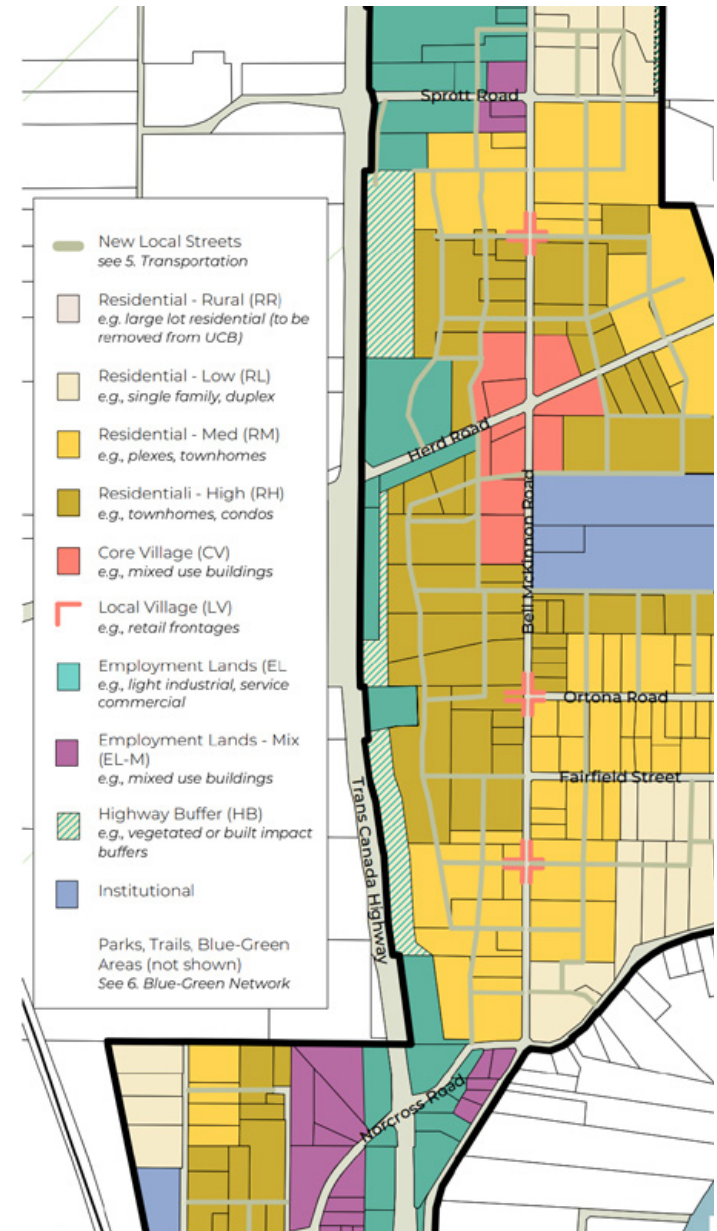 Sprott Road
New Local Streets
see 5. Transportation
Residential - Rural (RR)
e.g. large lot residential (to be
removed from UCB)
Residential - Low (RL)
e.g., single family, duplex
Residential - Med (RM)
e.g., plexes, townhomes
Residentiali - High (RH)
e.g., townhomes, condos
Core Village (CV)
e.g., mixed use buildings
Local Village (LV)
e.g., retail frontages
Employment Lands (EL
e.g., light industrial, service
commercial
Employment Lands - Mix
(EL-M)
e.g., mixed use buildings
Highway Buffer (HB)
e.g., vegetated or built impact
buffers
Institutional
Parks, Trails, Blue-Green
Areas (not shown)
See 6. Blue-Green Network
Herd Road
Bell McKinnon Road
Ortona Road
Fairfield Street
Trans Canada Highway
Norcross Road